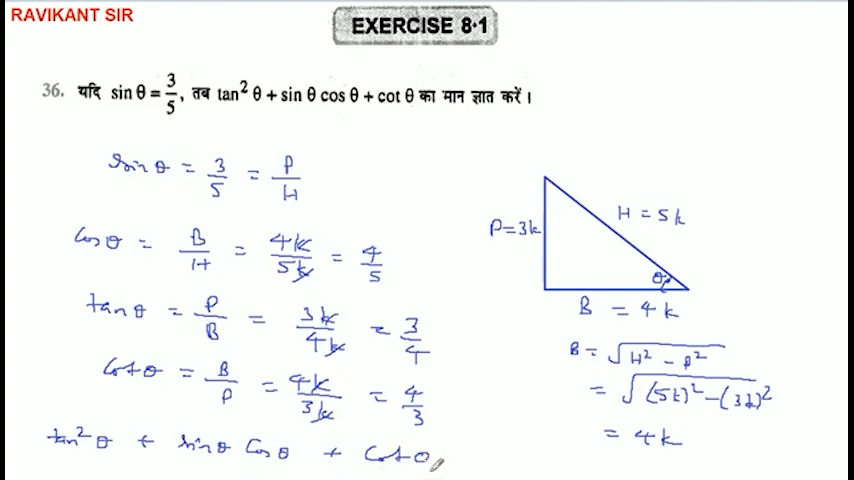 RAVIKANT SIR
EXERCISE 8·1
36. यदि sin θ = 3/5, तब tan² θ + sin θ cos θ + cot θ का मान ज्ञात करें।
sin θ = 3/5 = P/H
cos θ = B/H = 4k/5k = 4/5
tan θ = P/B = 3k/4k = 3/4
cot θ = B/P = 4k/3k = 4/3
tan² θ + sin θ cos θ + cot θ
P = 3k
H = 5k
θ
B = 4k
B = √H² - P²
= √(5k)² - (3k)²
= 4k